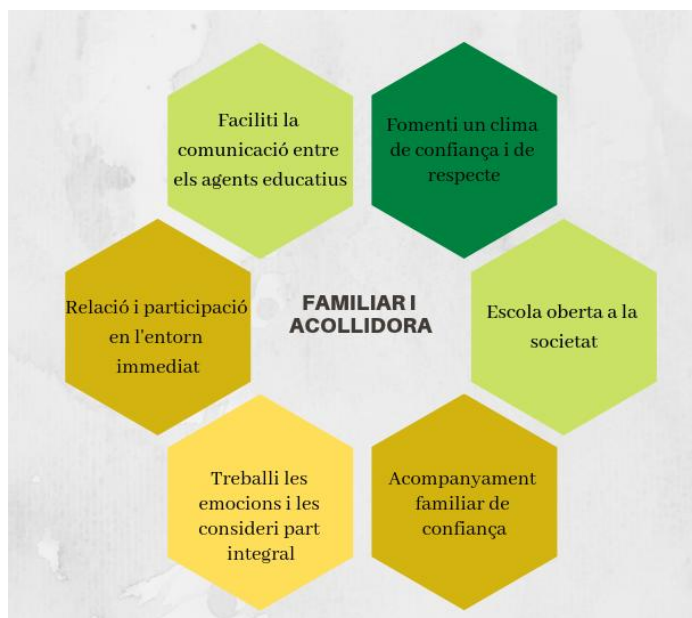 Faciliti la
comunicació entre
els agents educatius
Fomenti un clima
de confiança i de
respecte
Relació i participació
en l'entorn
immediat
FAMILIAR I
ACOLLIDORA
Escola oberta a la
societat
Treballi les
emocions i les
consideri part
integral
Acompanyament
familiar de
confiança